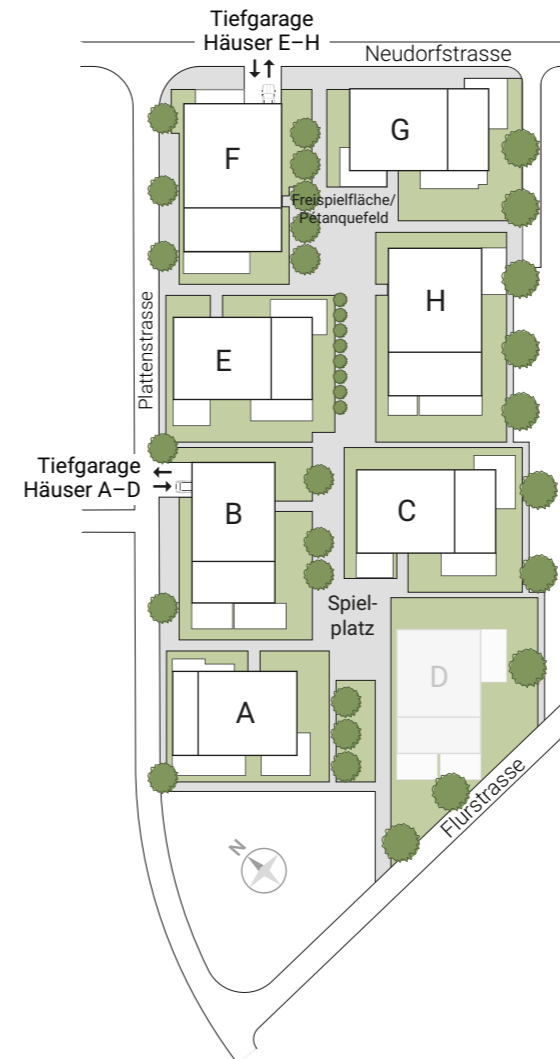 Tiefgarage
Häuser E–H
Neudorfstrasse
F
G
Freispielfläche/
Pétanquefeld
H
Plattenstrasse
E
Tiefgarage
Häuser A–D
B
C
Spiel-
platz
D
A
Flurstrasse
N